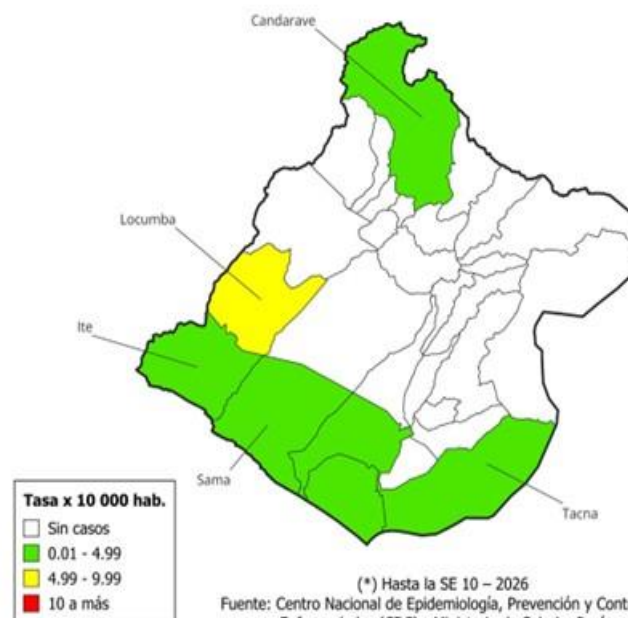 Candarave
Locumba
Ite
Sama
Tacna
Tasa x 10 000 hab.
Sin casos
0.01 - 4.99
4.99 - 9.99
10 a más
(*) Hasta la SE 10 – 2026
Fuente: Centro Nacional de Epidemiología, Prevención y Cont